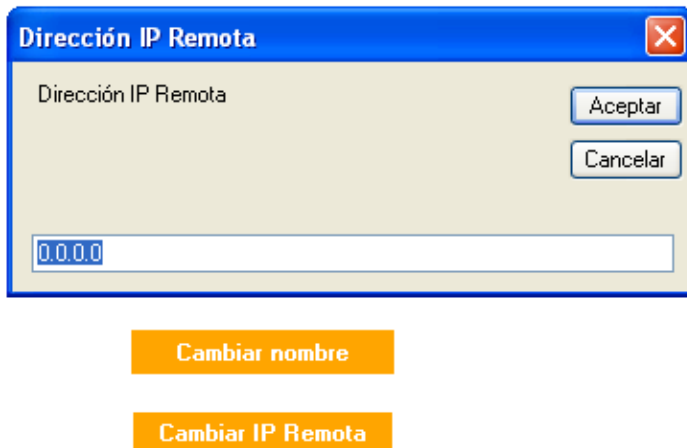 Dirección IP Remota
Dirección IP Remota
Aceptar
Cancelar
0.0.0.0
Cambiar nombre
Cambiar IP Remota